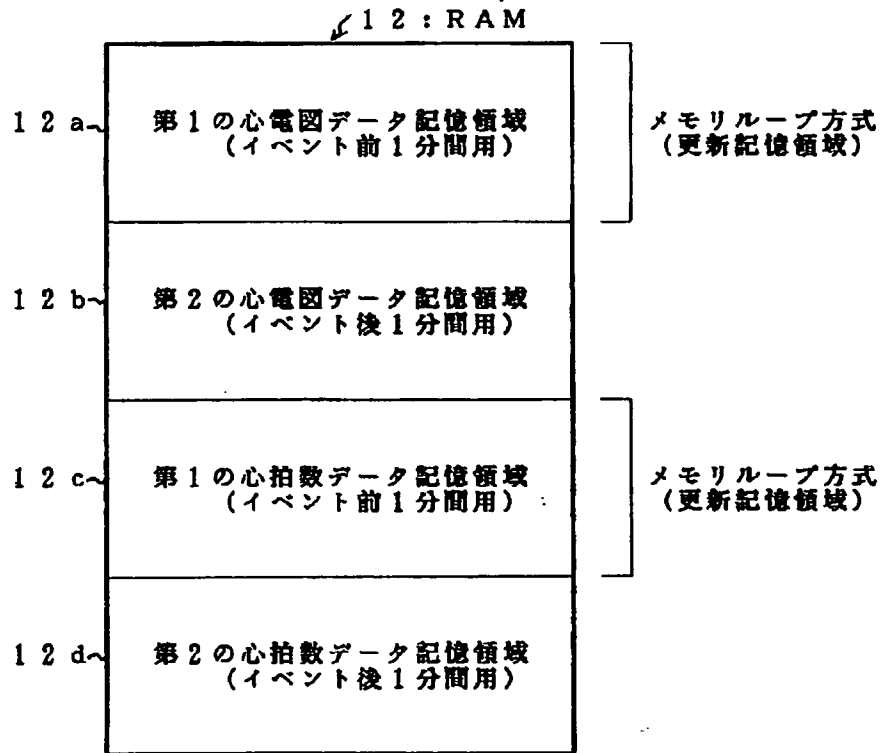 12:RAM
12a
第1の心電図データ記憶領域
(イベント前1分間用)
メモリループ方式
(更新記憶領域)
12b
第2の心電図データ記憶領域
(イベント後1分間用)
12c
第1の心拍数データ記憶領域
(イベント前1分間用)
メモリループ方式
(更新記憶領域)
12d
第2の心拍数データ記憶領域
(イベント後1分間用)